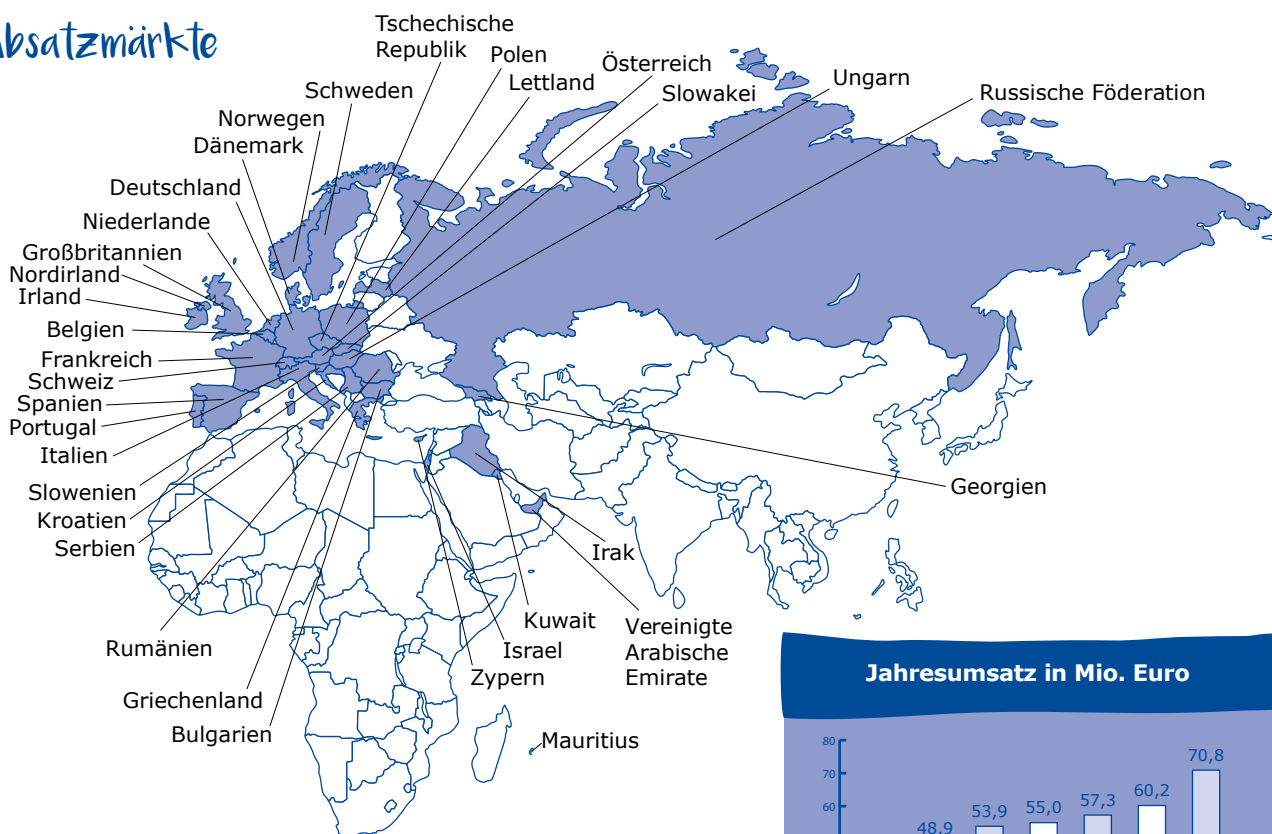 Tschechische
Republik
Polen
Lettland
Österreich
Slowakei
Ungarn
Russische Föderation
Schweden
Norwegen
Dänemark
Deutschland
Niederlande
Großbritannien
Nordirland
Irland
Belgien
Frankreich
Schweiz
Spanien
Portugal
Italien
Slowenien
Kroatien
Serbien
Rumänien
Griechenland
Bulgarien
Georgien
Irak
Kuwait
Israel
Zypern
Vereinigte
Arabische
Emirate
Mauritius
Jahresumsatz in Mio. Euro
80
70
60
48,9
53,9
55,0
57,3
60,2
70,8